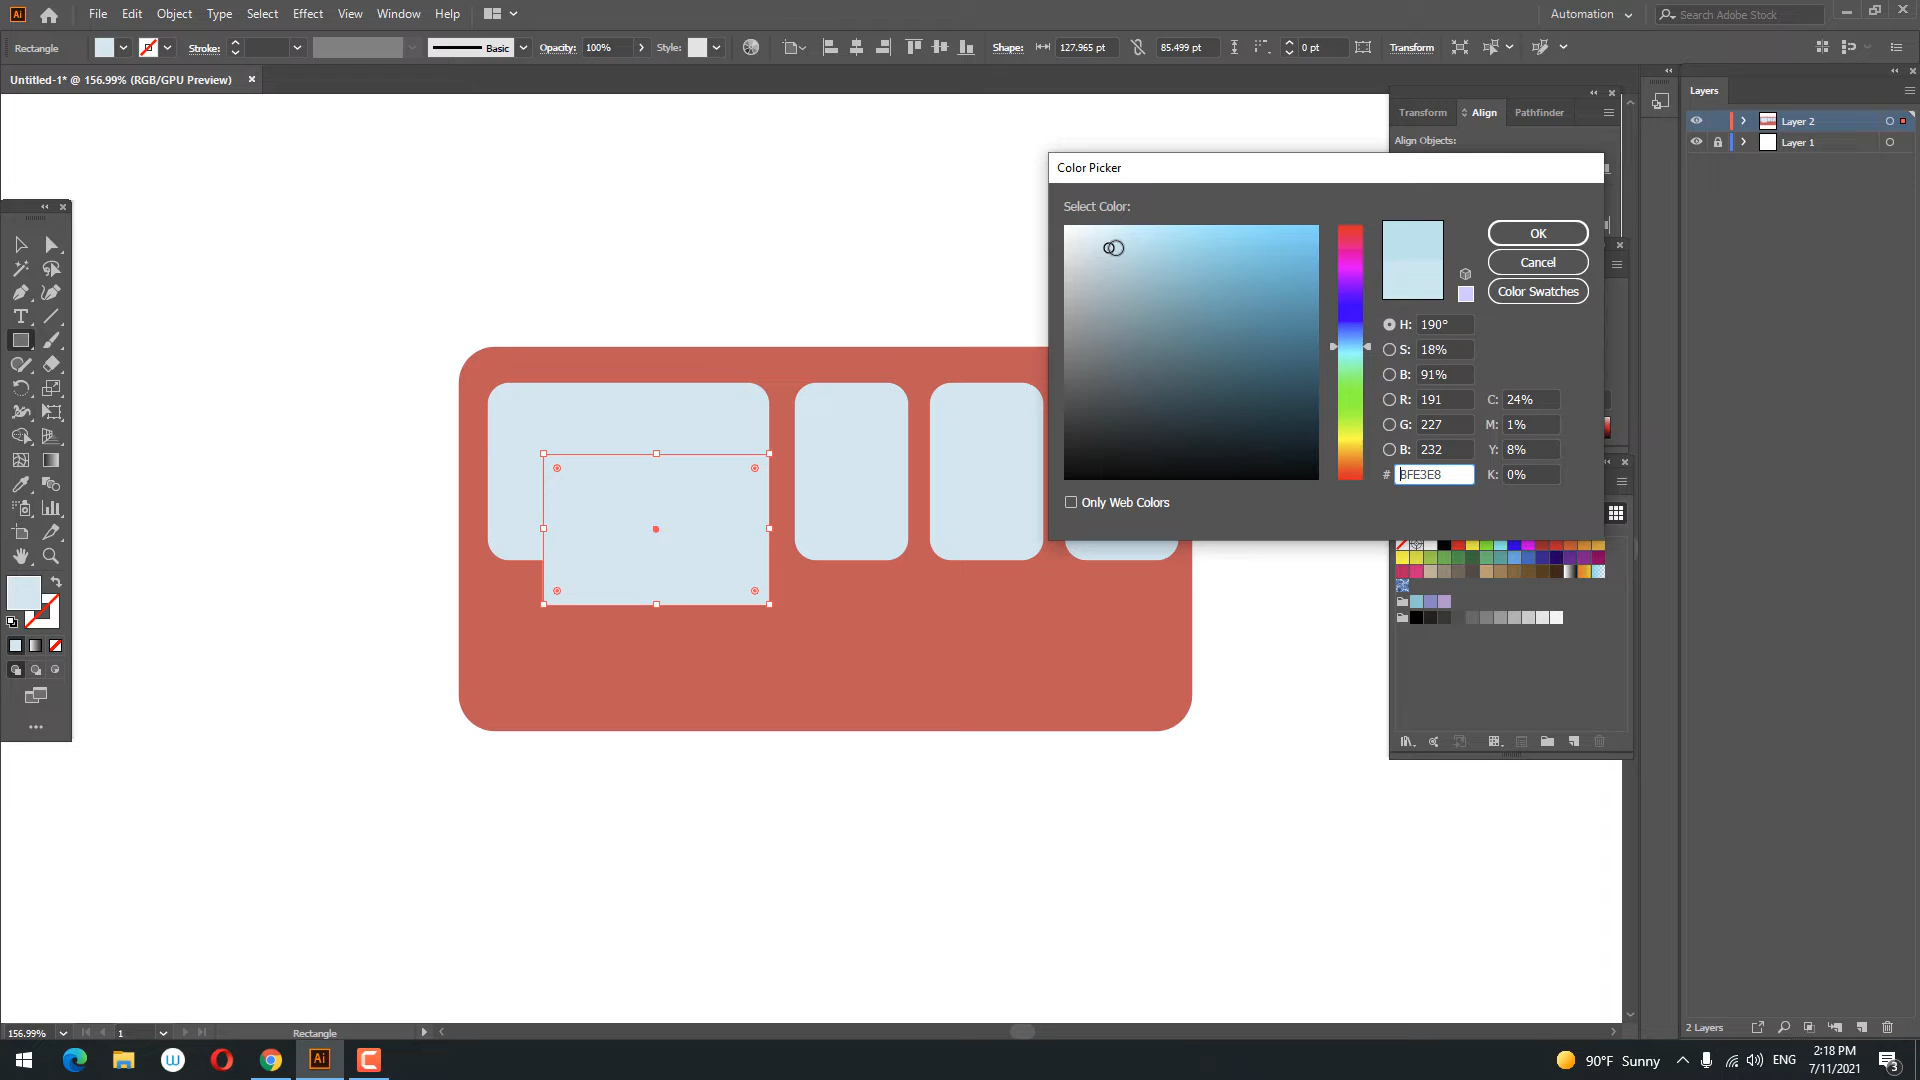 Ai File Edit Object Type Select Effect View Window Help Automation Search Adobe Stock
Rectangle Stroke: Basic Opacity: 100% Style: Shape: 127.965 pt 85.499 pt 0 pt Transform
Untitled-1* @ 156.99% (RGB/GPU Preview)
Layers
Transform Align Pathfinder
Layer 2
Align Objects:
Layer 1
Color Picker
Select Color:
OK
Cancel
Color Swatches
H: 190°
S: 18%
B: 91%
R: 191 C: 24%
G: 227 M: 1%
B: 232 Y: 8%
# BFE3E8 K: 0%
Only Web Colors
156.99% 1 Rectangle
2 Layers
Ai 90°F Sunny ENG 2:18 PM
7/11/2021
3